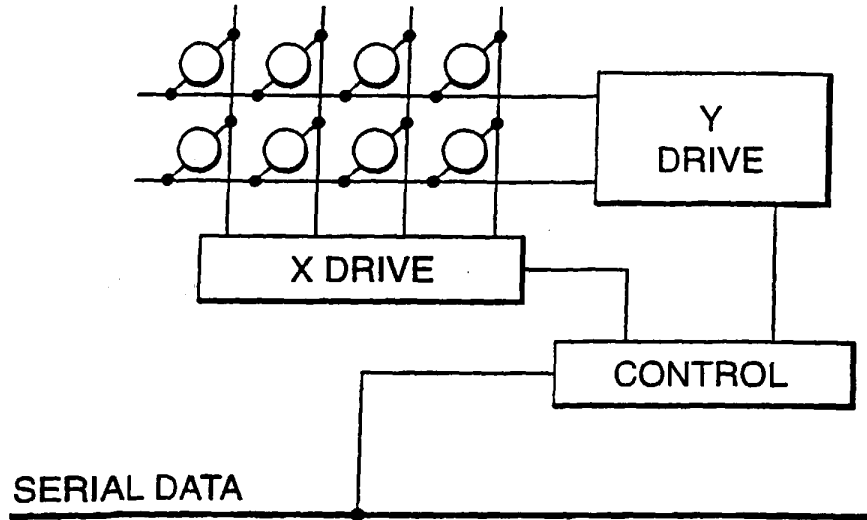 Y
DRIVE
X DRIVE
CONTROL
SERIAL DATA